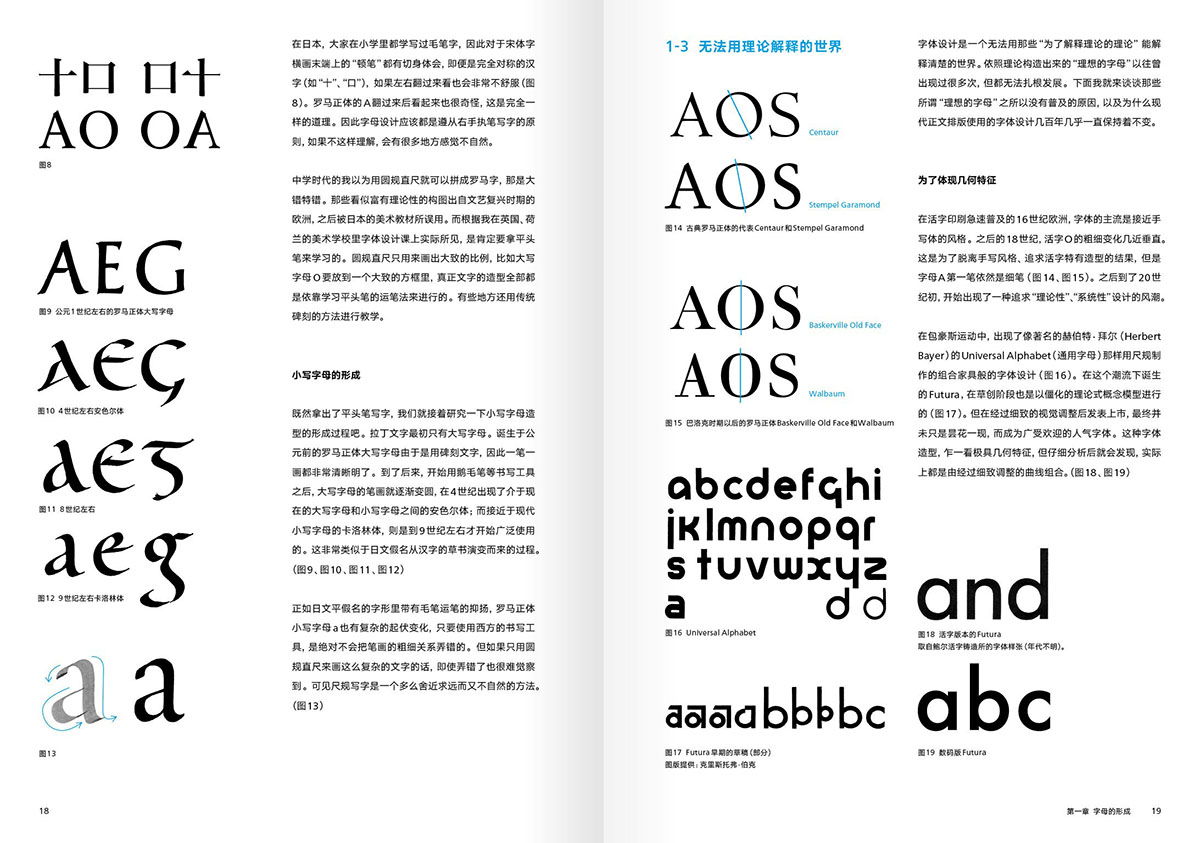 十口 口十
AO OA
图8
AEG
图9 公元1世纪左右的罗马正体大写字母
AEG
图10 4世纪左右安色尔体
aeg
图11 8世纪左右
aeg
图12 9世纪左右卡洛林体
a a
图13
18
在日本，大家在小学里都学写过毛笔字，因此对于宋体字
横画末端上的“顿笔”都有切身体会，即便是完全对称的汉
字（如“十”、“口”），如果左右翻过来看也会非常不舒服（图
8）。罗马正体的A翻过来后看起来也很奇怪，这是完全一
样的道理。因此字母设计应该都是遵从右手执笔写字的原
则，如果不这样理解，会有很多地方感觉不自然。
中学时代的我以为用圆规直尺就可以拼成罗马字，那是大
错特错。那些看似富有理论性的构图出自文艺复兴时期的
欧洲，之后被日本的美术教材所误用。而根据我在英国、荷
兰的美术学校里字体设计课上实际所见，是肯定要拿平头
笔来学习的。圆规直尺只用来画出大致的比例，比如大写
字母O要放到一个大致的方框里，真正文字的造型全部都
是依靠学习平头笔的运笔法来进行的。有些地方还用传统
碑刻的方法进行教学。
小写字母的形成
既然拿出了平头笔写字，我们就接着研究一下小写字母造
型的形成过程吧。拉丁文字最初只有大写字母。诞生于公
元前的罗马正体大写字母由于是用碑刻文字，因此一笔一
画都非常清晰明了。到了后来，开始用鹅毛笔等书写工具
之后，大写字母的笔画就逐渐变圆，在4世纪出现了介于现
在的大写字母和小写字母之间的安色尔体；而接近于现代
小写字母的卡洛林体，则是到9世纪左右才开始广泛使用
的。这非常类似于日文假名从汉字的草书演变而来的过程。
（图9、图10、图11、图12）
正如日文平假名的字形里带有毛笔运笔的抑扬，罗马正体
小写字母a也有复杂的起伏变化，只要使用西方的书写工
具，是绝对不会把笔画的粗细关系弄错的。但如果只用圆
规直尺来画这么复杂的文字的话，即使弄错了也很难觉察
到。可见尺规写字是一个多么舍近求远而又不自然的方法。
（图13）
1-3 无法用理论解释的世界
AOS Centaur
AOS Stempel Garamond
图14 古典罗马正体的代表Centaur和Stempel Garamond
AOS Baskerville Old Face
AOS Walbaum
图15 巴洛克时期以后的罗马正体Baskerville Old Face和Walbaum
abcdefghi
jklmnopqr
stuvwxyz
a d d
图16 Universal Alphabet
aaaabbbbc
图17 Futura早期的草稿（部分）
图版提供：克里斯托弗·伯克
字体设计是一个无法用那些“为了解释理论的理论”能解
释清楚的世界。依照理论构造出来的“理想的字母”以往曾
出现过很多次，但都无法扎根发展。下面我就来谈谈那些
所谓“理想的字母”之所以没有普及的原因，以及为什么现
代正文排版使用的字体设计几百年几乎一直保持着不变。
为了体现几何特征
在活字印刷急速普及的16世纪欧洲，字体的主流是接近手
写体的风格。之后的18世纪，活字O的粗细变化几近垂直。
这是为了脱离手写风格、追求活字特有造型的结果，但是
字母A第一笔依然是细笔（图14、图15）。之后到了20世
纪初，开始出现了一种追求“理论性”、“系统性”设计的风潮。
在包豪斯运动中，出现了像著名的赫伯特·拜尔（Herbert
Bayer）的Universal Alphabet（通用字母）那样用尺规制
作的组合家具般的字体设计（图16）。在这个潮流下诞生
的Futura，在草创阶段也是以僵化的理论式概念模型进行
的（图17）。但在经过细致的视觉调整后发表上市，最终并
未只是昙花一现，而成为广受欢迎的人气字体。这种字体
造型，乍一看极具几何特征，但仔细分析后就会发现，实际
上都是由经过细致调整的曲线组合。（图18、图19）
and
图18 活字版本的Futura
取自鲍尔活字铸造所的字体样张（年代不明）。
abc
图19 数码版Futura
第一章 字母的形成 19